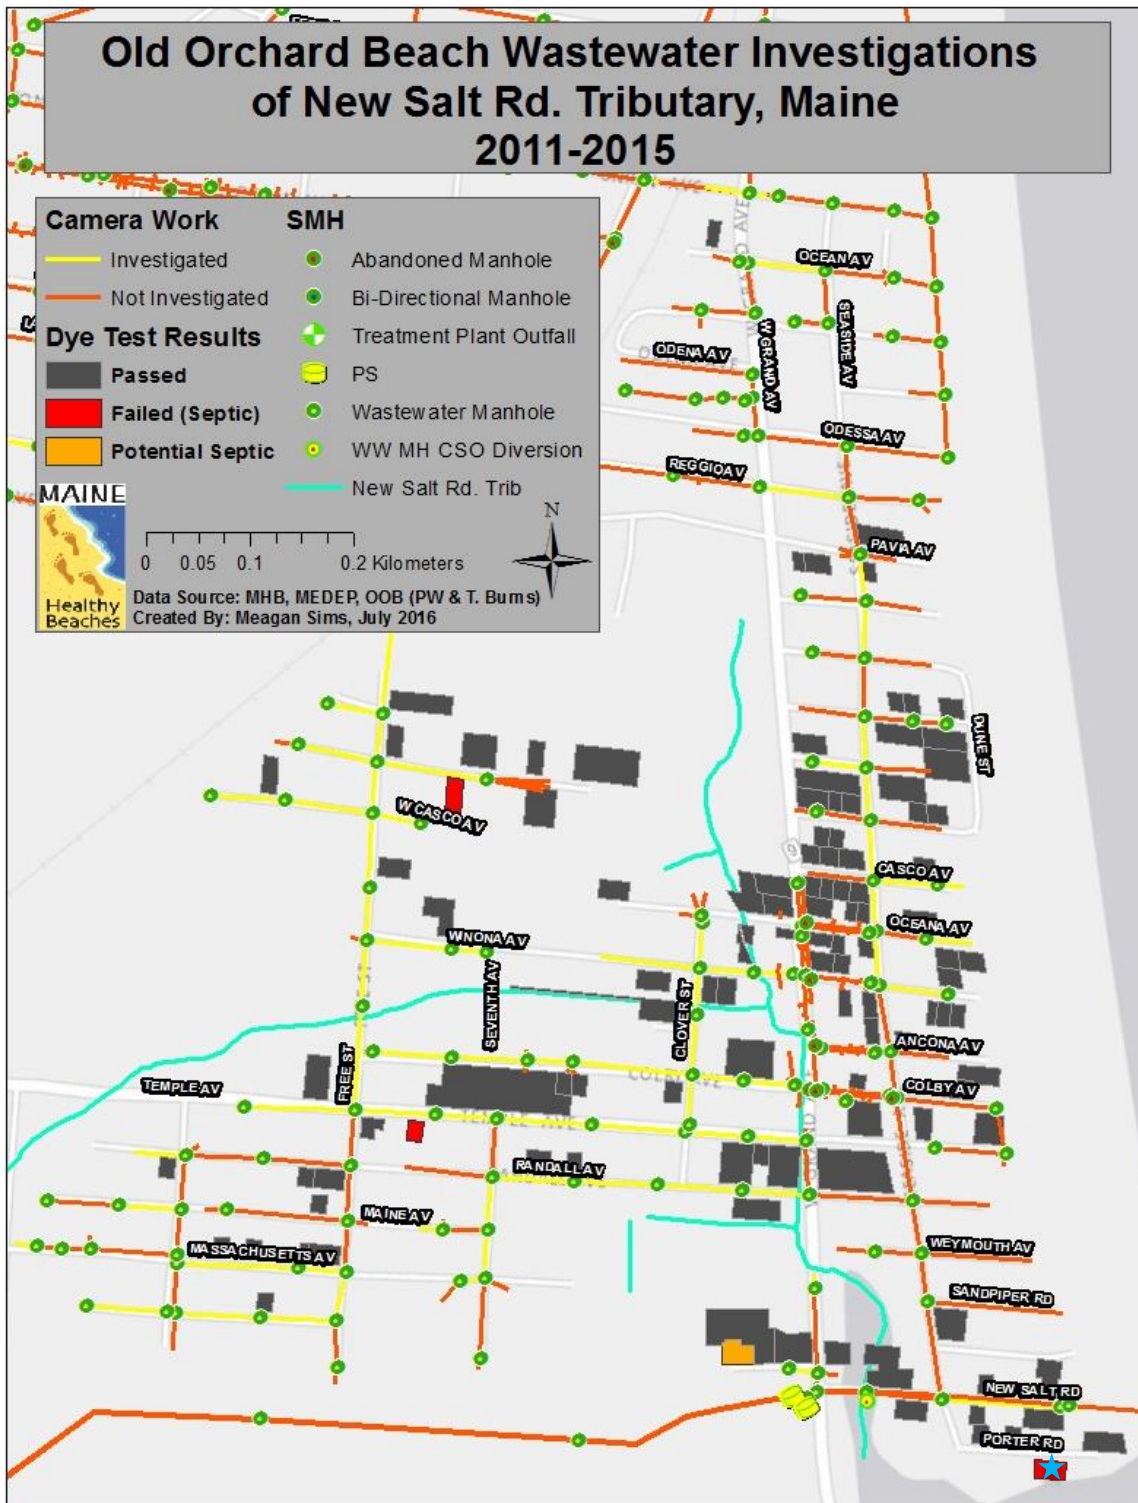 Old Orchard Beach Wastewater Investigations
of New Salt Rd. Tributary, Maine
2011-2015
Camera Work
Investigated
Not Investigated
Dye Test Results
Passed
Failed (Septic)
Potential Septic
SMH
Abandoned Manhole
Bi-Directional Manhole
Treatment Plant Outfall
PS
Wastewater Manhole
WW MH CSO Diversion
New Salt Rd. Trib
MAINE
Healthy
Beaches
N
0 0.05 0.1 0.2 Kilometers
Data Source: MHB, MEDEP, OOB (PW & T. Burns)
Created By: Meagan Sims, July 2016
OCEAN AV
SEASIDE AV
W GRAND AV
ODENA AV
ODESSA AV
REGGIO AV
PAVIA AV
DUNE ST
W CASCO AV
CASCO AV
OCEANA AV
WINONA AV
SEVENTH AV
CLOVER ST
ANCONA AV
FREE ST
TEMPLE AV
COLBY AV
COLBY AVE
TEMPLE AVE
RANDALL AV
MAINE AV
MASSACHUSETTS AV
WEYMOUTH AV
SANDPIPER RD
NEW SALT RD
PORTER RD
9